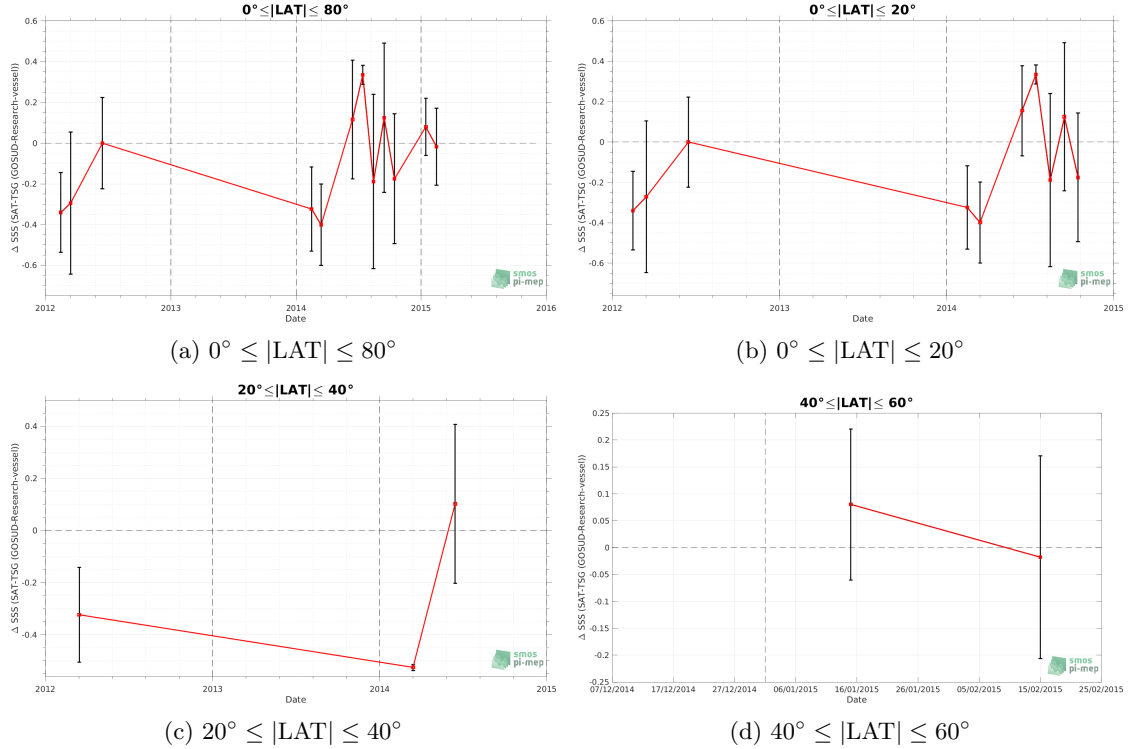 0°≤|LAT|≤ 80°
Δ SSS (SAT-TSG (GOSUD-Research-vessel))
0.6
0.4
0.2
0
-0.2
-0.4
-0.6
2012 2013 2014 2015 2016
Date
smos
pi-mep
(a) 0° ≤ |LAT| ≤ 80°
0°≤|LAT|≤ 20°
Δ SSS (SAT-TSG (GOSUD-Research-vessel))
0.6
0.4
0.2
0
-0.2
-0.4
-0.6
2012 2013 2014 2015
Date
smos
pi-mep
(b) 0° ≤ |LAT| ≤ 20°
20°≤|LAT|≤ 40°
Δ SSS (SAT-TSG (GOSUD-Research-vessel))
0.4
0.2
0
-0.2
-0.4
2012 2013 2014 2015
Date
smos
pi-mep
(c) 20° ≤ |LAT| ≤ 40°
40°≤|LAT|≤ 60°
Δ SSS (SAT-TSG (GOSUD-Research-vessel))
0.25
0.2
0.15
0.1
0.05
0
-0.05
-0.1
-0.15
-0.2
-0.25
07/12/2014 17/12/2014 27/12/2014 06/01/2015 16/01/2015 26/01/2015 05/02/2015 15/02/2015 25/02/2015
Date
smos
pi-mep
(d) 40° ≤ |LAT| ≤ 60°